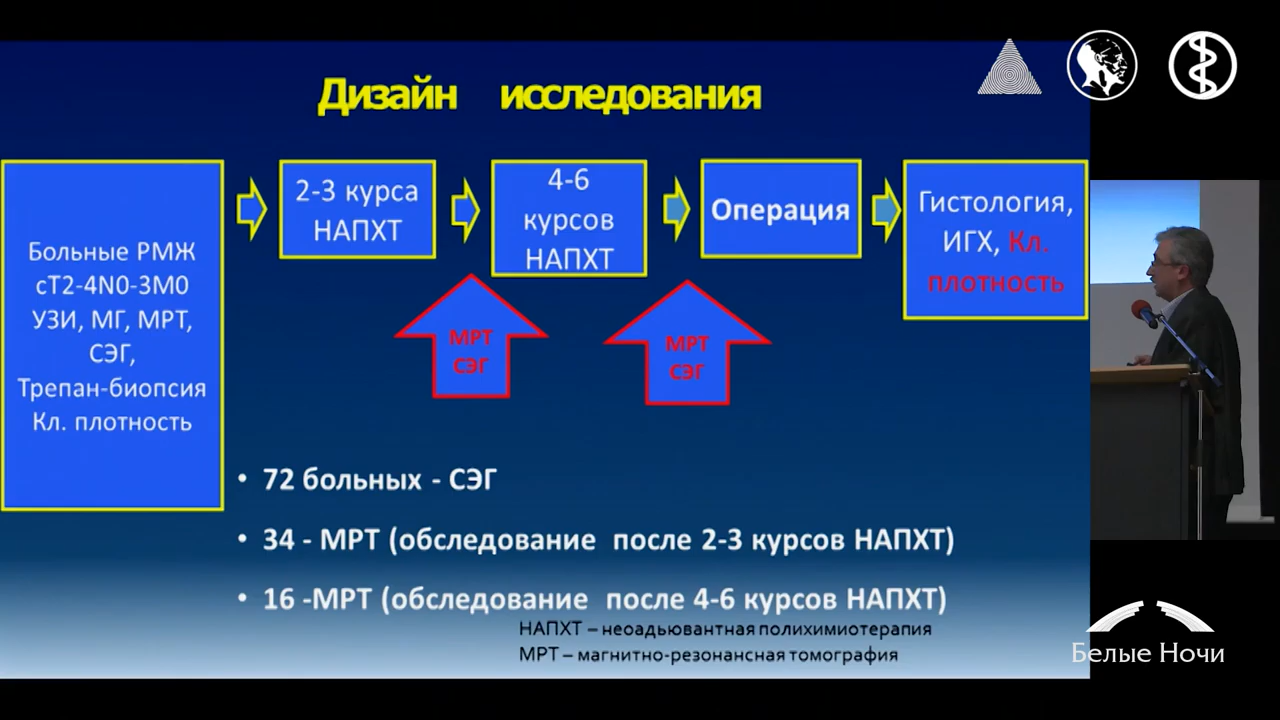 Дизайн исследования
Больные РМЖ
сТ2-4N0-3М0
УЗИ, МГ, МРТ,
СЭГ,
Трепан-биопсия
Кл. плотность
2-3 курса
НАПХТ
4-6
курсов
НАПХТ
Операция
Гистология,
ИГХ, Кл.
плотность
МРТ
СЭГ
МРТ
СЭГ
• 72 больных - СЭГ
• 34 - МРТ (обследование после 2-3 курсов НАПХТ)
• 16 -МРТ (обследование после 4-6 курсов НАПХТ)
НАПХТ – неоадьювантная полихимиотерапия
МРТ – магнитно-резонансная томография
Белые Ночи